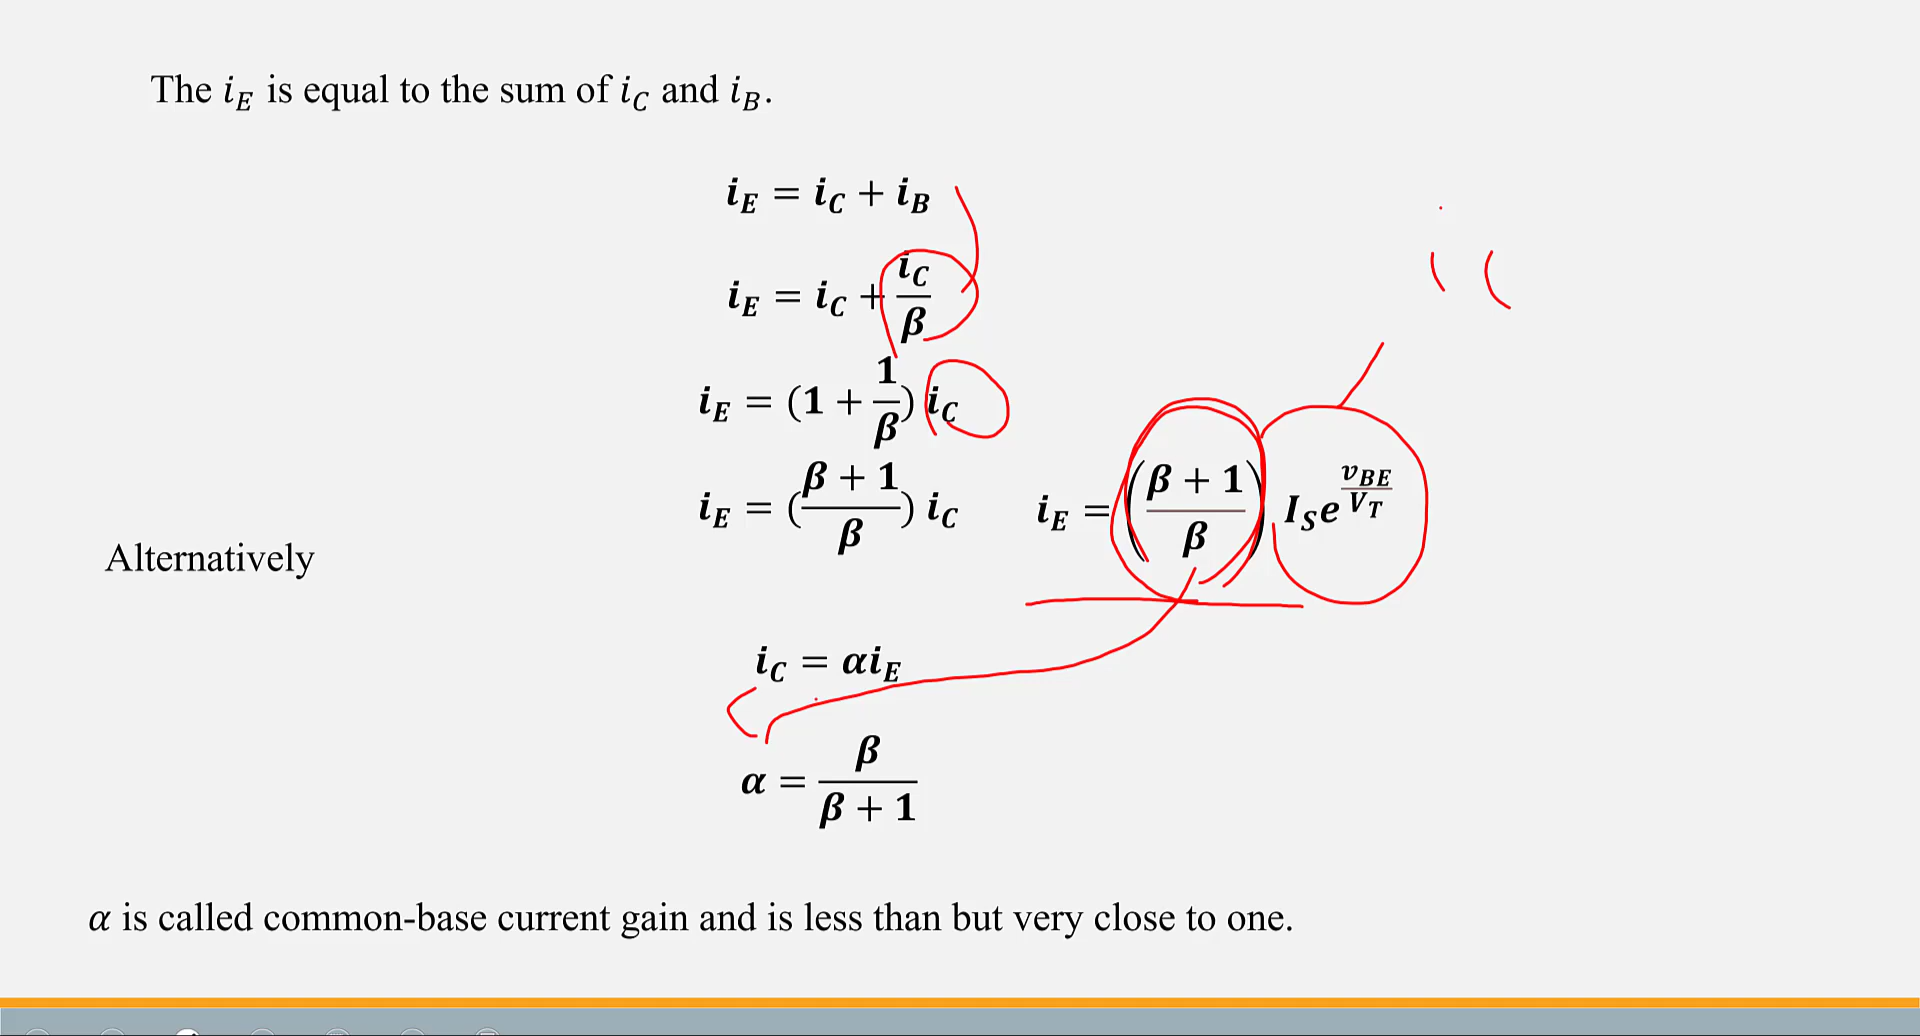 The i_E is equal to the sum of i_C and i_B.
i_E = i_C + i_B
i_E = i_C + i_C/β
i_E = (1 + 1/β) i_C
i_E = (β + 1/β) i_C    i_E = (β + 1/β) I_S e^(v_BE/V_T)
Alternatively
i_C = αi_E
α = β/(β + 1)
α is called common-base current gain and is less than but very close to one.
i c